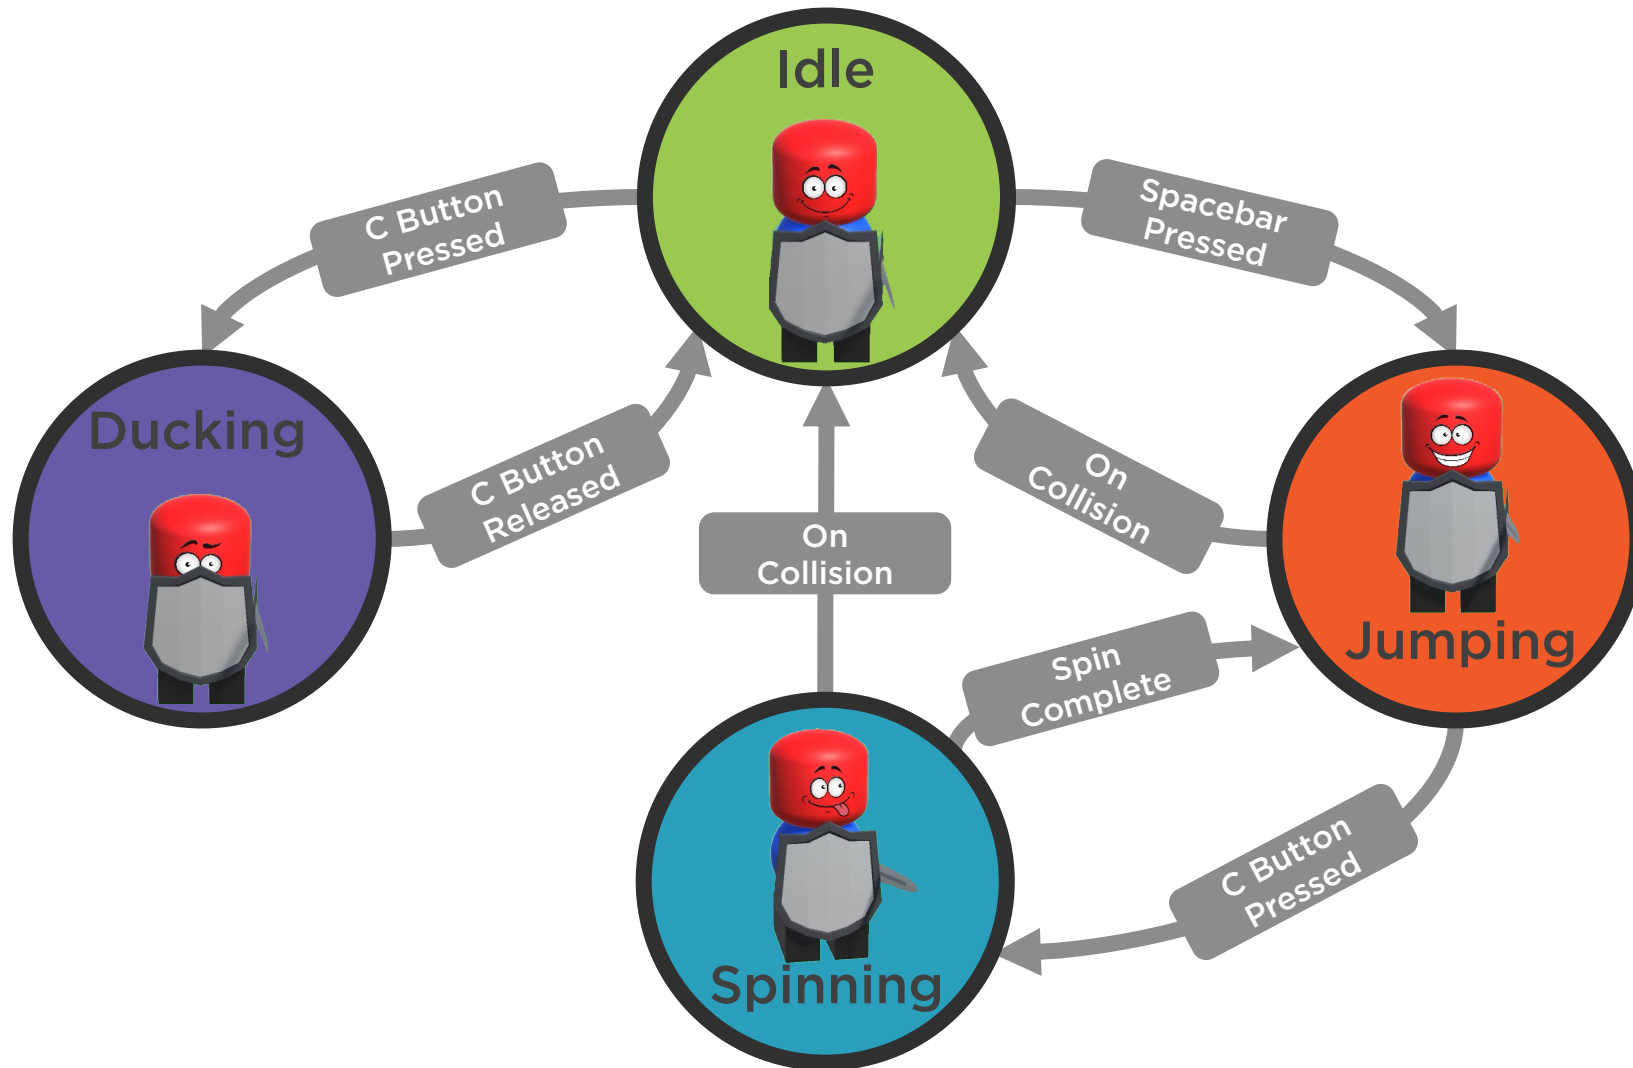 Idle
C Button
Pressed
Spacebar
Pressed
Ducking
C Button
Released
On
Collision
On
Collision
Jumping
Spin
Complete
C Button
Pressed
Spinning